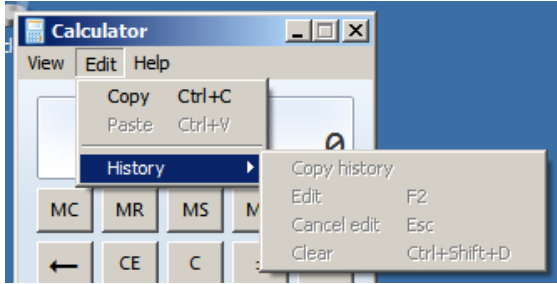 Calculator
View Edit Help
Copy Ctrl+C
Paste Ctrl+V
0
History
Copy history
Edit F2
Cancel edit Esc
Clear Ctrl+Shift+D
MC MR MS M
← CE C